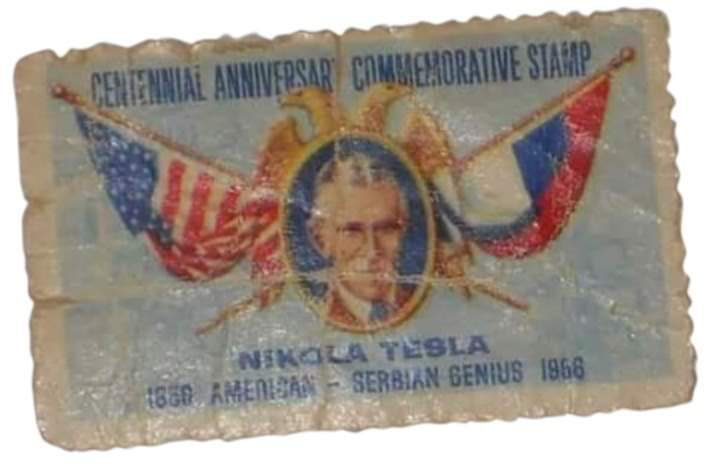 CENTENNIAL ANNIVERSARY COMMEMORATIVE STAMP
NIKOLA TESLA
1856 AMERICAN - SERBIAN GENIUS 1956